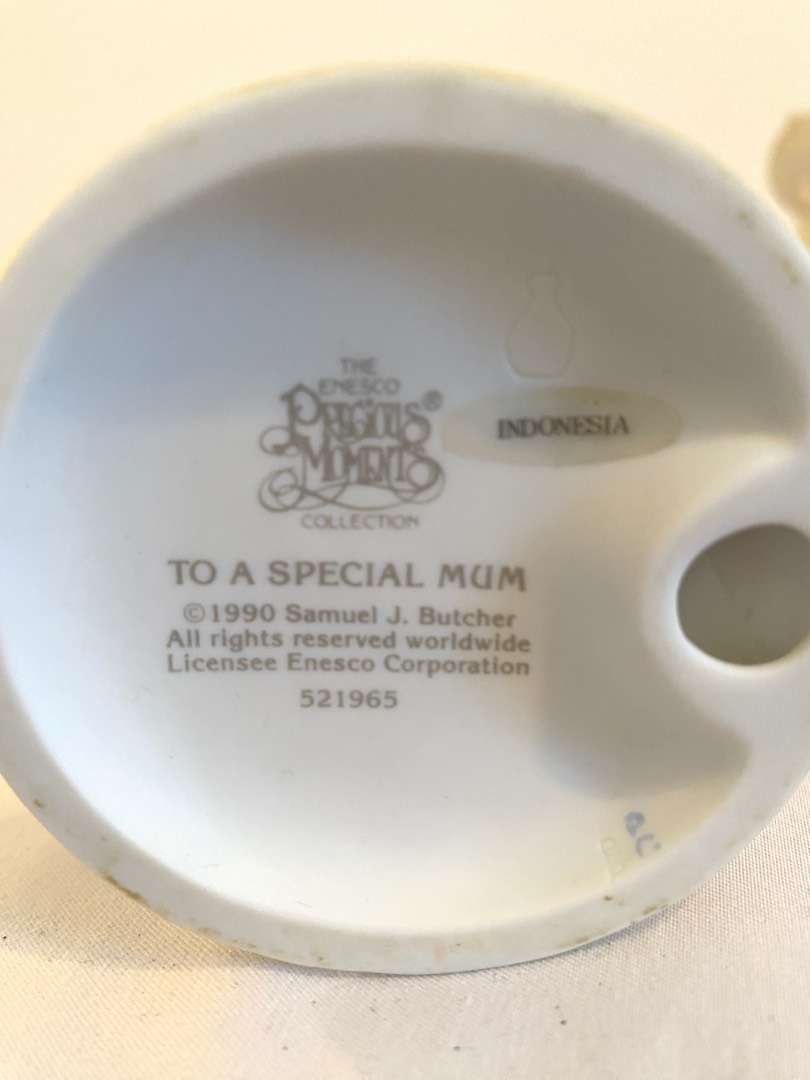 THE
ENESCO
PRECIOUS®
MOMENTS
COLLECTION
INDONESIA
TO A SPECIAL MUM
©1990 Samuel J. Butcher
All rights reserved worldwide
Licensee Enesco Corporation
521965